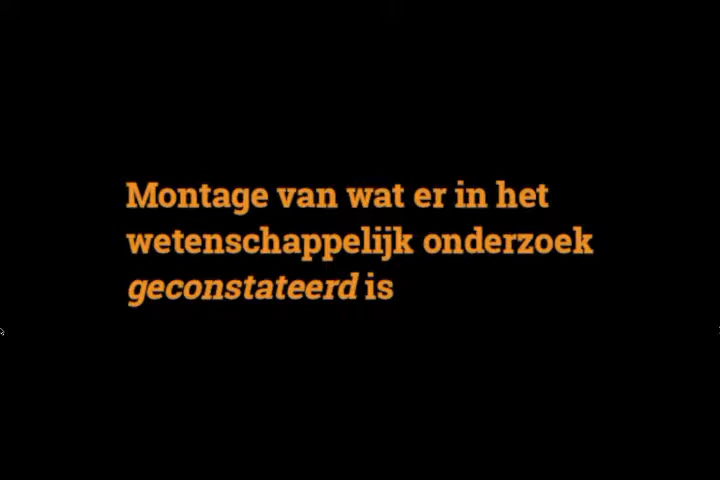 Montage van wat er in het
wetenschappelijk onderzoek
geconstateerd is